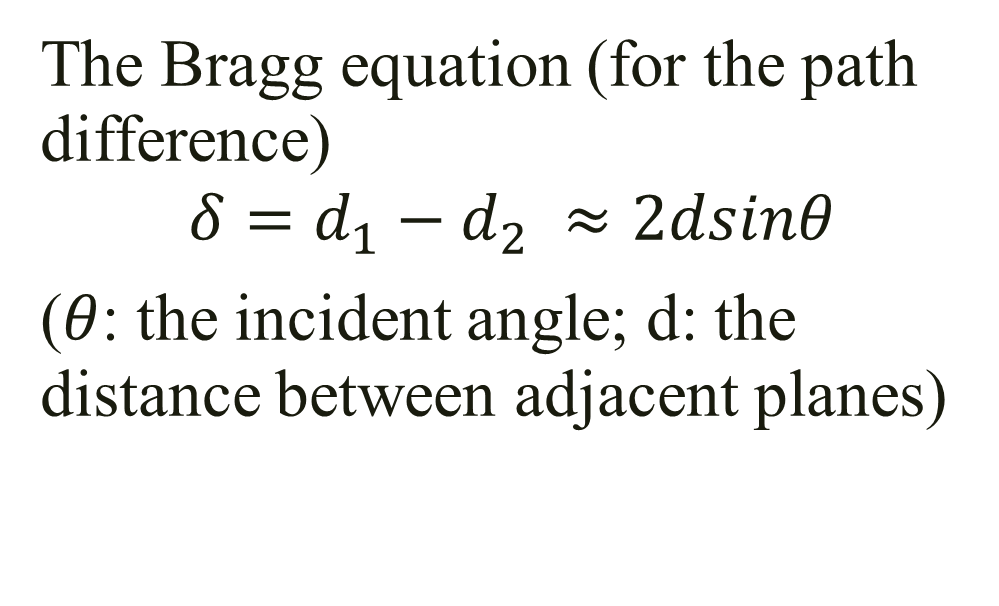 The Bragg equation (for the path
difference)
𝛿 = 𝑑₁ − 𝑑₂ ≈ 2𝑑𝑠𝑖𝑛𝜃
(𝜃: the incident angle; d: the
distance between adjacent planes)